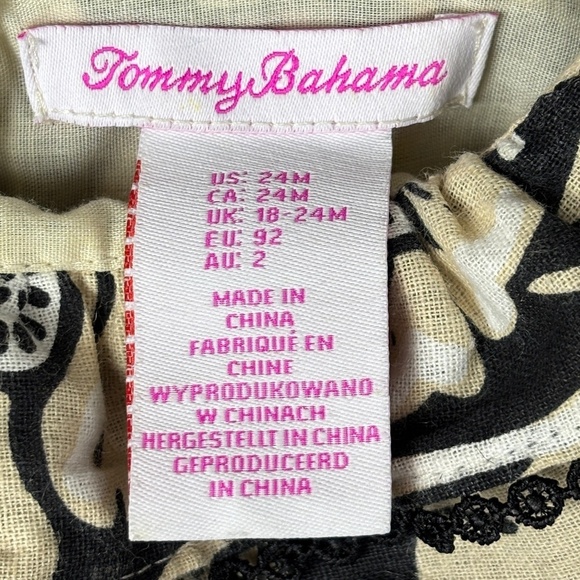 Tommy Bahama
US: 24M
CA: 24M
UK: 18-24M
EU: 92
AU: 2
MADE IN
CHINA
FABRIQUÉ EN
CHINE
WYPRODUKOWANO
W CHINACH
HERGESTELLT IN CHINA
GEPRODUCEERD
IN CHINA